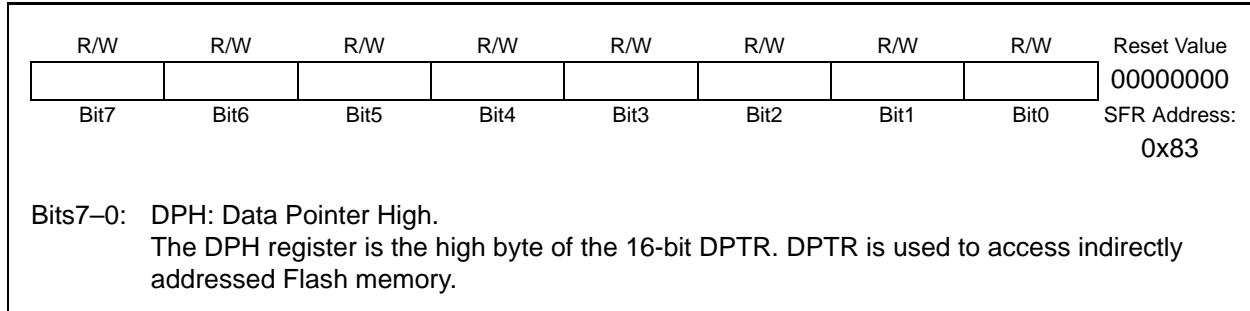 R/W R/W R/W R/W R/W R/W R/W R/W Reset Value
00000000
Bit7 Bit6 Bit5 Bit4 Bit3 Bit2 Bit1 Bit0 SFR Address:
0x83
Bits7–0: DPH: Data Pointer High.
The DPH register is the high byte of the 16-bit DPTR. DPTR is used to access indirectly
addressed Flash memory.